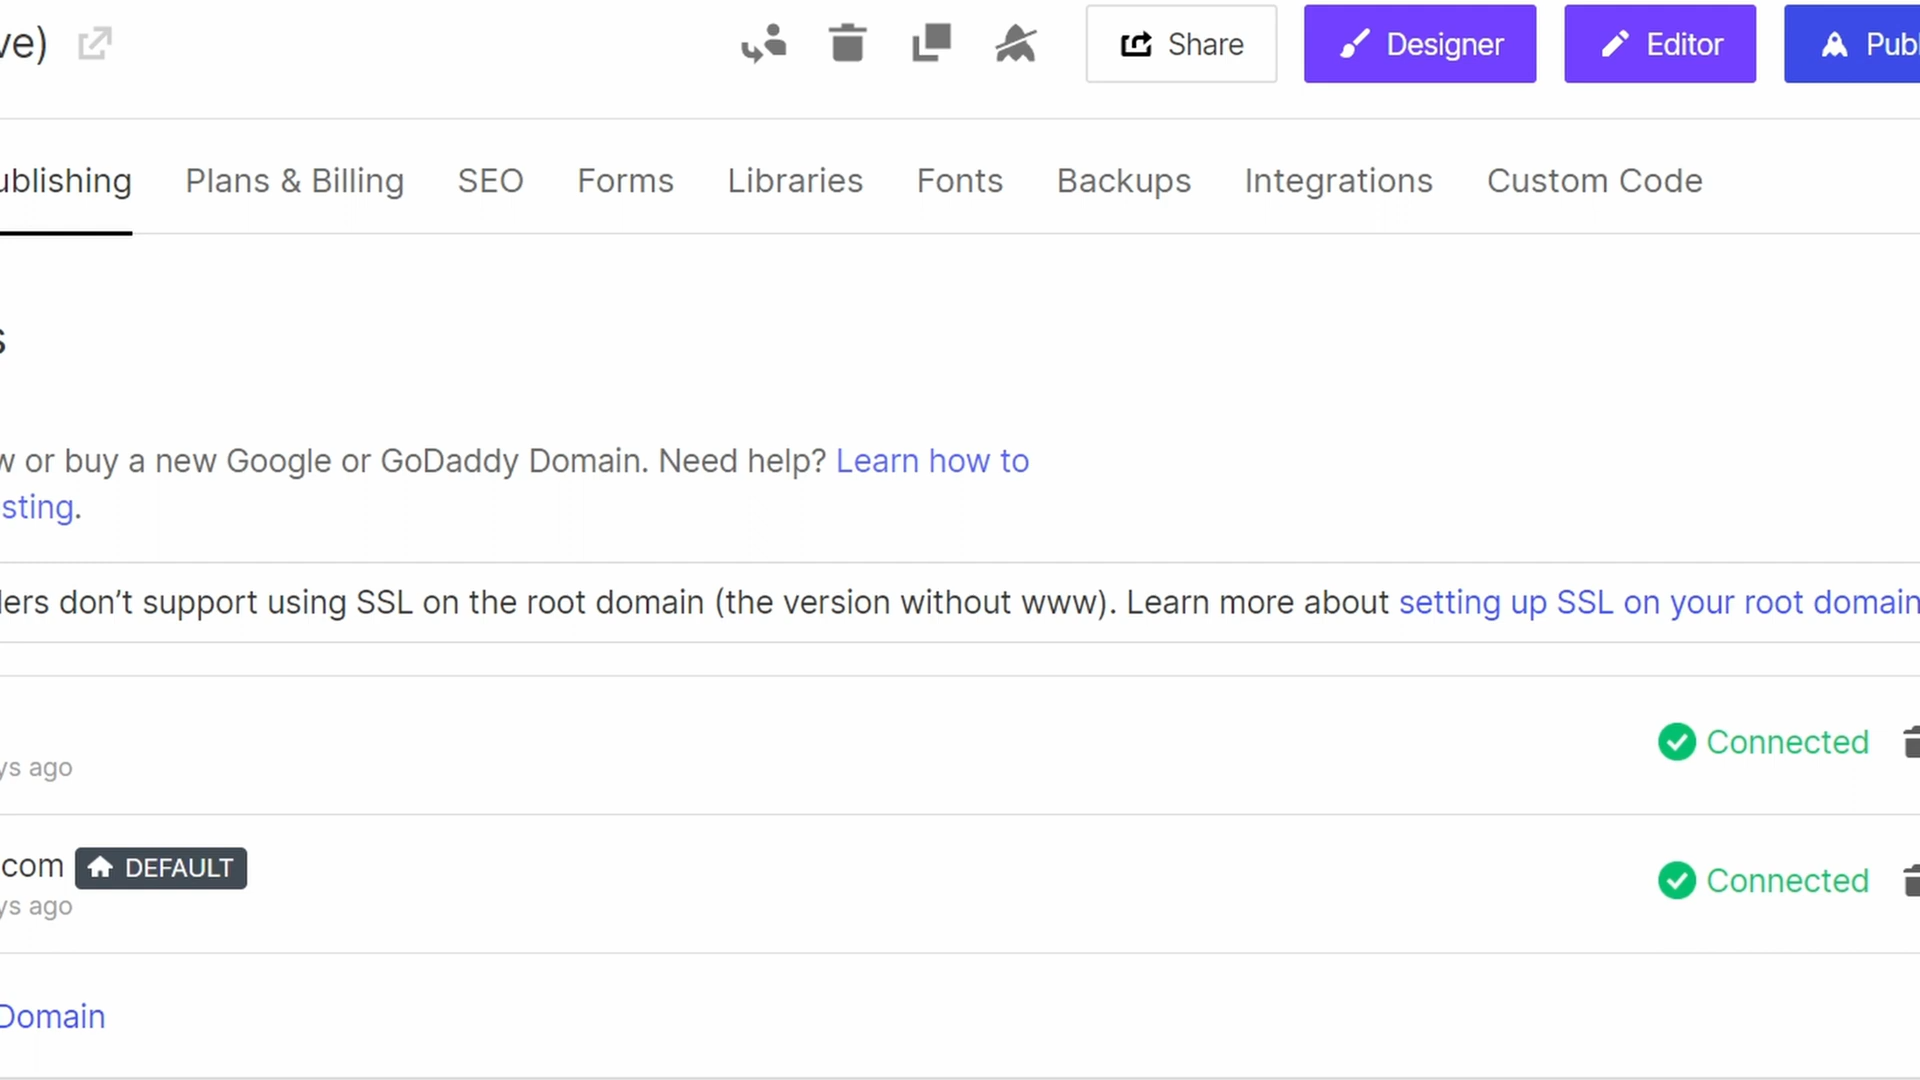 ve)
Share
Designer
Editor
Publ
ublishing
Plans & Billing
SEO
Forms
Libraries
Fonts
Backups
Integrations
Custom Code
s
w or buy a new Google or GoDaddy Domain. Need help? Learn how to
sting.
ders don't support using SSL on the root domain (the version without www). Learn more about setting up SSL on your root domain
Connected
ys ago
.com
DEFAULT
Connected
ys ago
Domain